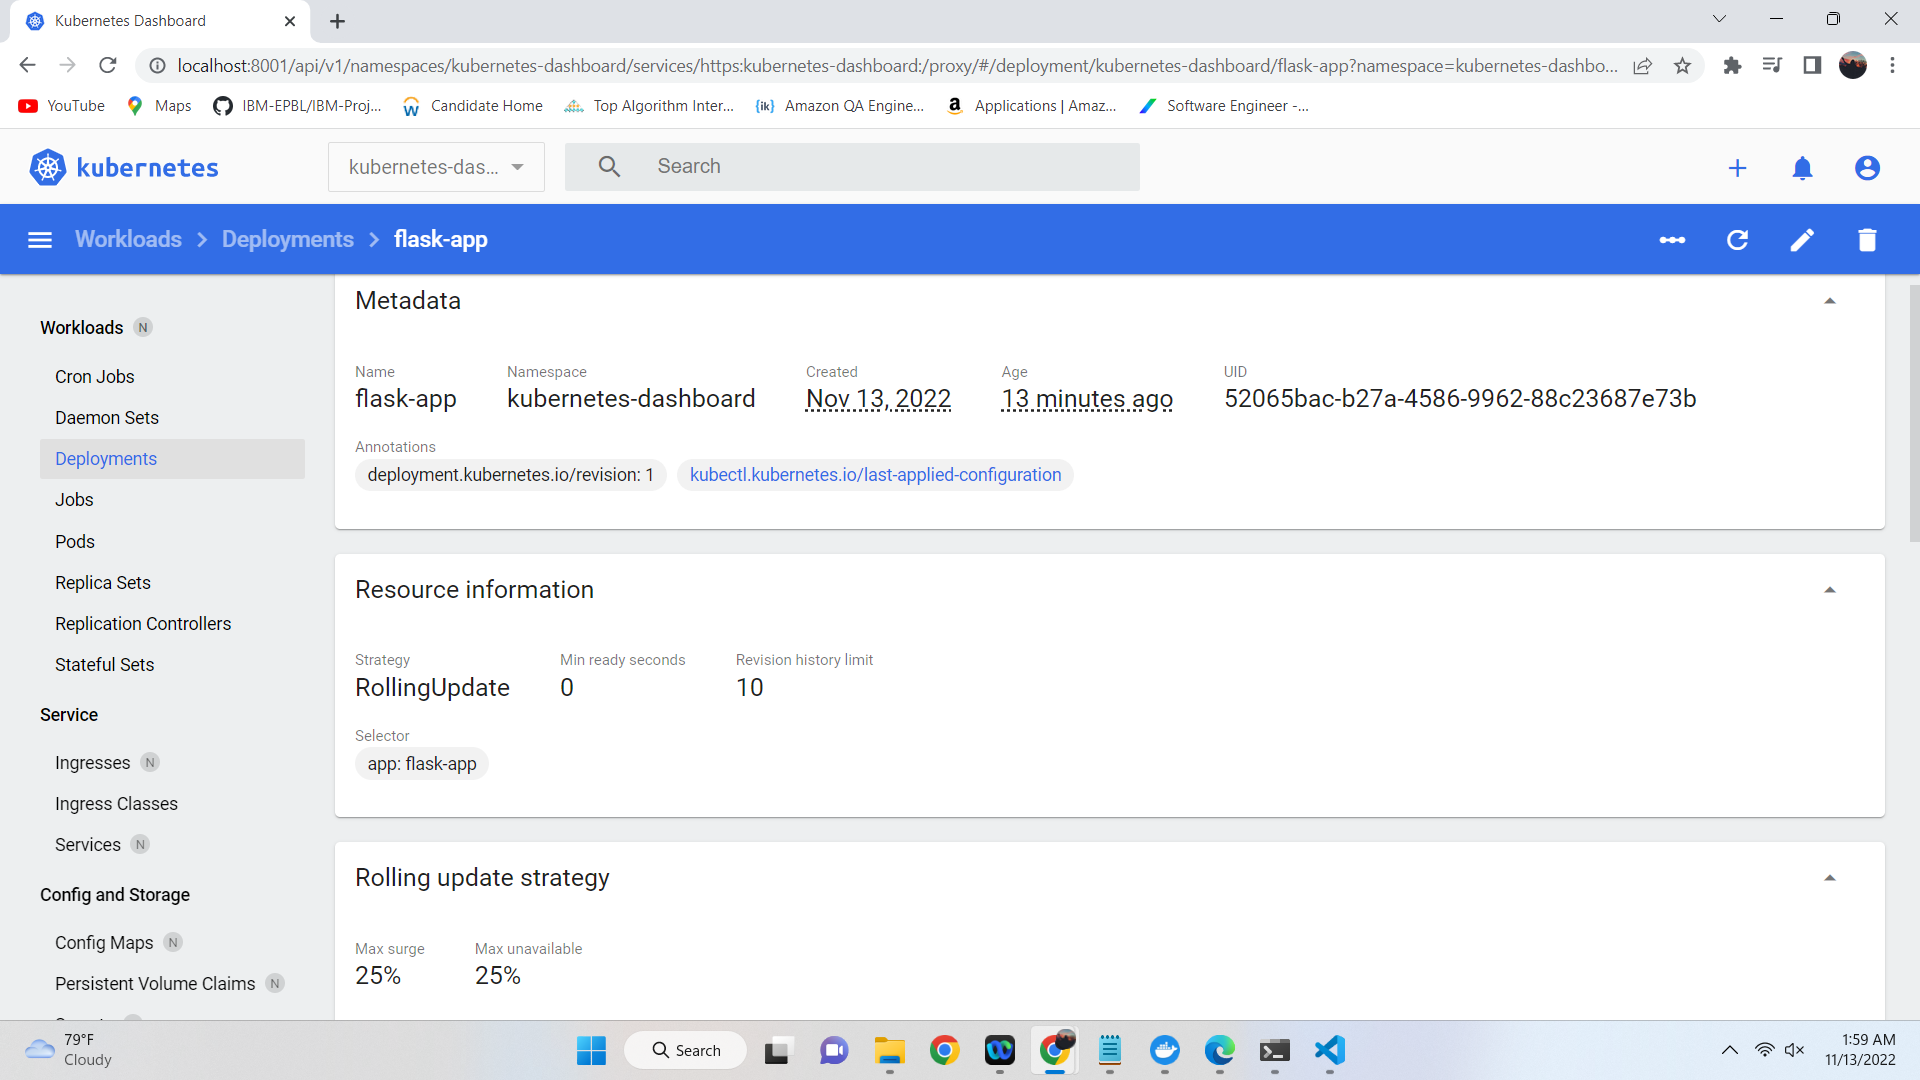 Kubernetes Dashboard
localhost:8001/api/v1/namespaces/kubernetes-dashboard/services/https:kubernetes-dashboard:/proxy/#/deployment/kubernetes-dashboard/flask-app?namespace=kubernetes-dashbo...
YouTube Maps IBM-EPBL/IBM-Proj... Candidate Home Top Algorithm Inter... {ik} Amazon QA Engine... a Applications | Amaz... Software Engineer -...
kubernetes kubernetes-das... Search
Workloads Deployments flask-app
Workloads N
Cron Jobs
Daemon Sets
Deployments
Jobs
Pods
Replica Sets
Replication Controllers
Stateful Sets
Service
Ingresses N
Ingress Classes
Services N
Config and Storage
Config Maps N
Persistent Volume Claims N
Metadata
Name Namespace Created Age UID
flask-app kubernetes-dashboard Nov 13, 2022 13 minutes ago 52065bac-b27a-4586-9962-88c23687e73b
Annotations
deployment.kubernetes.io/revision: 1 kubectl.kubernetes.io/last-applied-configuration
Resource information
Strategy Min ready seconds Revision history limit
RollingUpdate 0 10
Selector
app: flask-app
Rolling update strategy
Max surge Max unavailable
25% 25%
79°F
Cloudy
Search
1:59 AM
11/13/2022